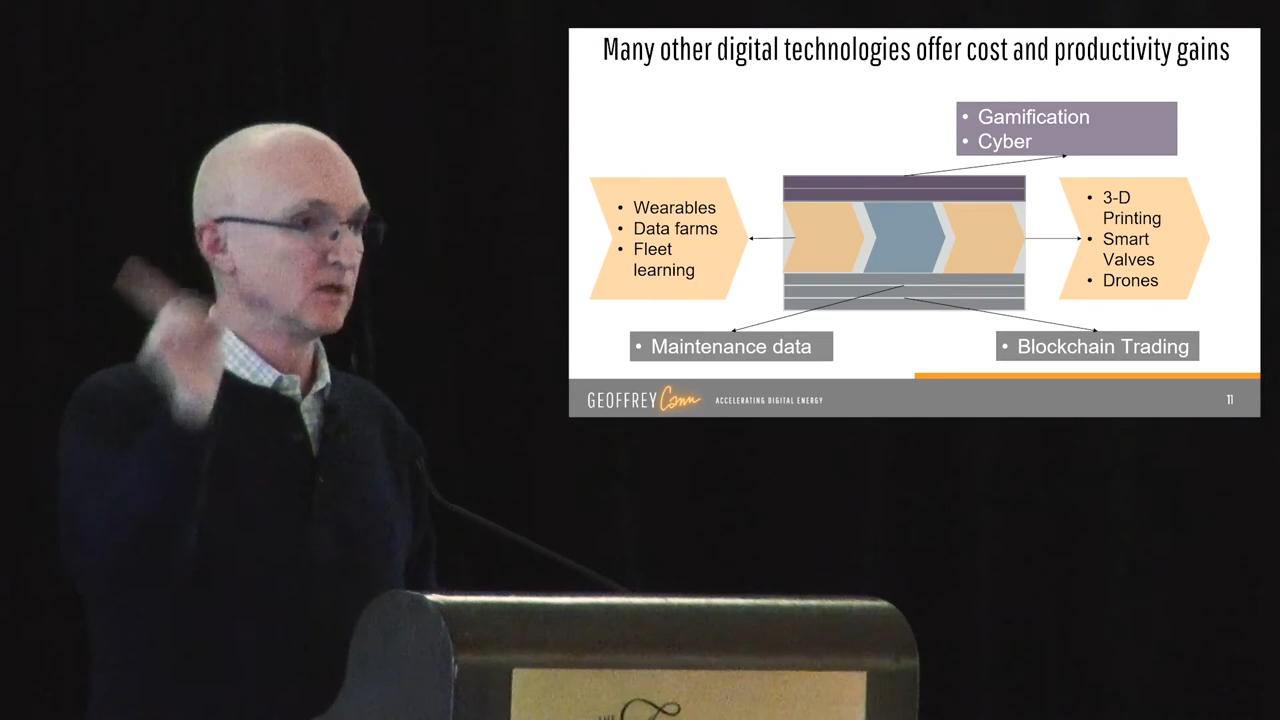 Many other digital technologies offer cost and productivity gains
• Gamification
• Cyber
• Wearables
• Data farms
• Fleet
learning
• 3-D
Printing
• Smart
Valves
• Drones
• Maintenance data
• Blockchain Trading
GEOFFREY Cann ACCELERATING DIGITAL ENERGY
11
THE